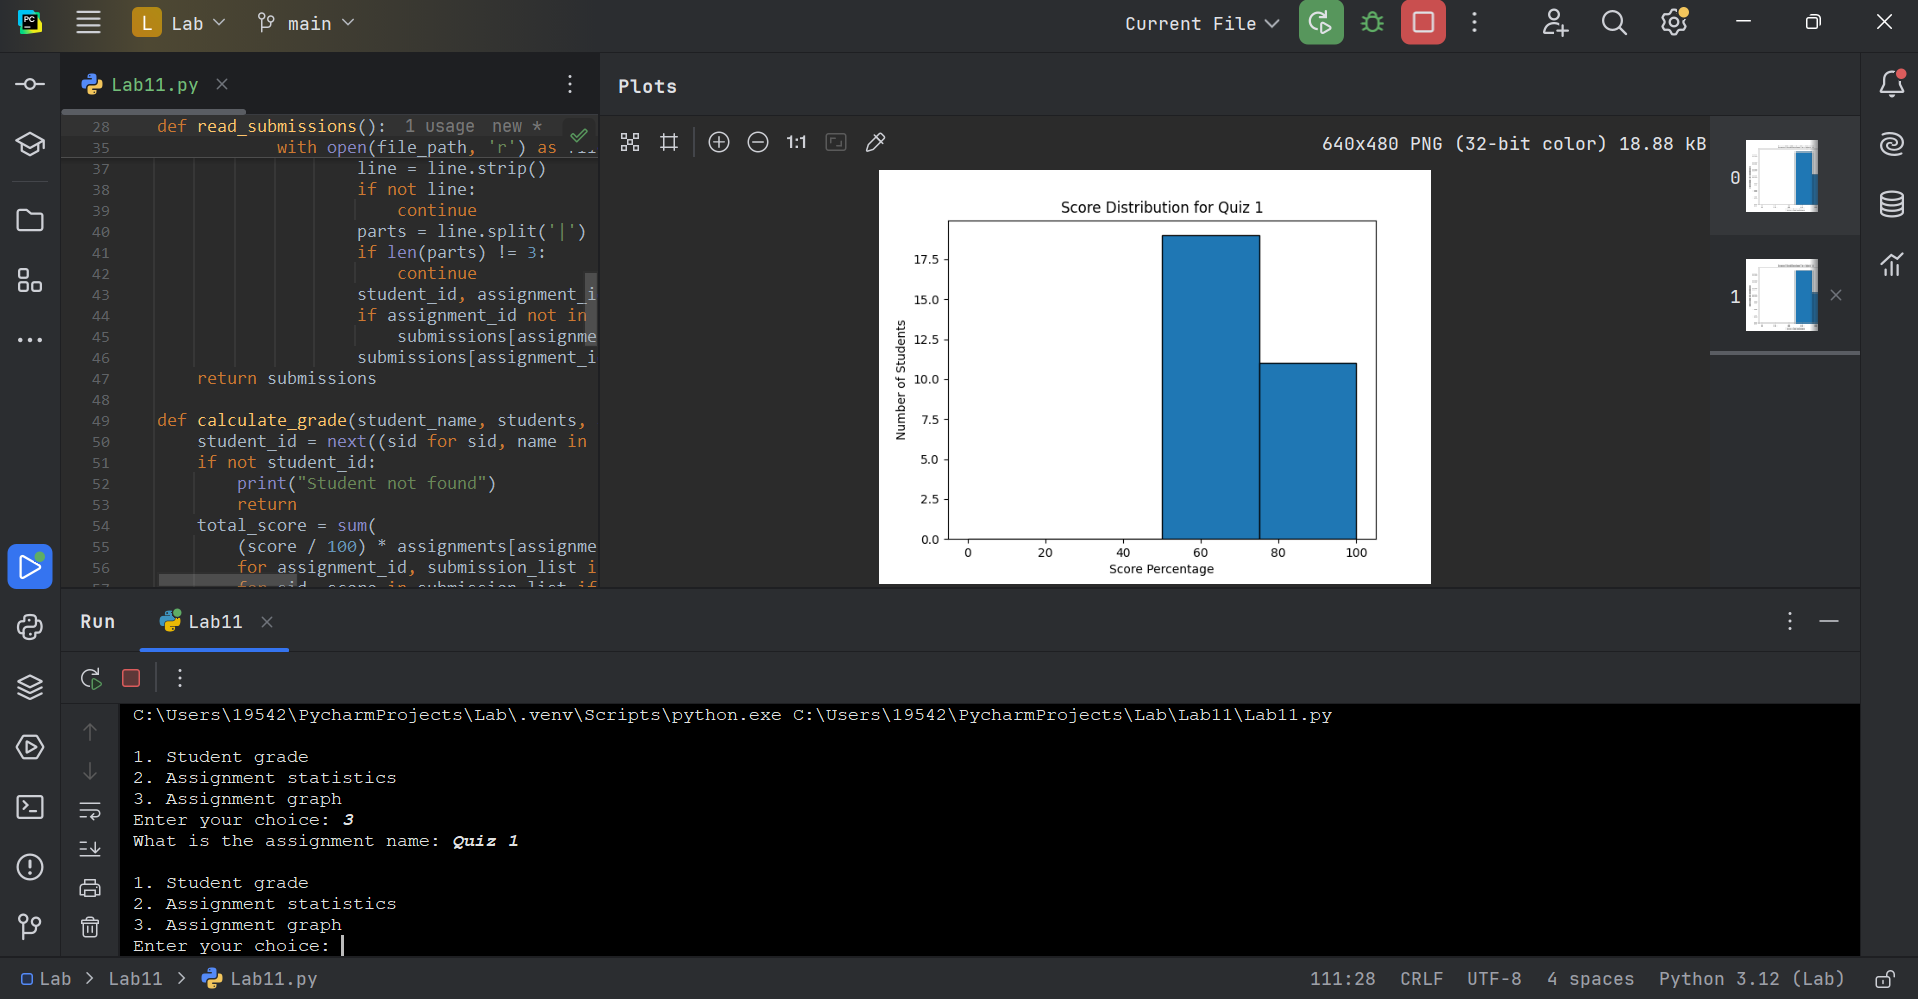 PC
L Lab main Current File
Lab11.py
Plots
28 def read_submissions(): 1 usage new *
35 with open(file_path, 'r') as
37 line = line.strip()
38 if not line:
39 continue
40 parts = line.split('|')
41 if len(parts) != 3:
42 continue
43 student_id, assignment_i
44 if assignment_id not in
45 submissions[assignme
46 submissions[assignment_i
47 return submissions
48
49 def calculate_grade(student_name, students,
50 student_id = next((sid for sid, name in
51 if not student_id:
52 print("Student not found")
53 return
54 total_score = sum(
55 (score / 100) * assignments[assignme
56 for assignment_id, submission_list i
57 for sid, score in submission_list if
1:1
640x480 PNG (32-bit color) 18.88 kB
0
1
Score Distribution for Quiz 1
17.5
15.0
12.5
10.0
7.5
5.0
2.5
0.0
Number of Students
0 20 40 60 80 100
Score Percentage
Run Lab11
C:\Users\19542\PycharmProjects\Lab\.venv\Scripts\python.exe C:\Users\19542\PycharmProjects\Lab\Lab11\Lab11.py
1. Student grade
2. Assignment statistics
3. Assignment graph
Enter your choice: 3
What is the assignment name: Quiz 1
1. Student grade
2. Assignment statistics
3. Assignment graph
Enter your choice:
Lab > Lab11 > Lab11.py
111:28 CRLF UTF-8 4 spaces Python 3.12 (Lab)